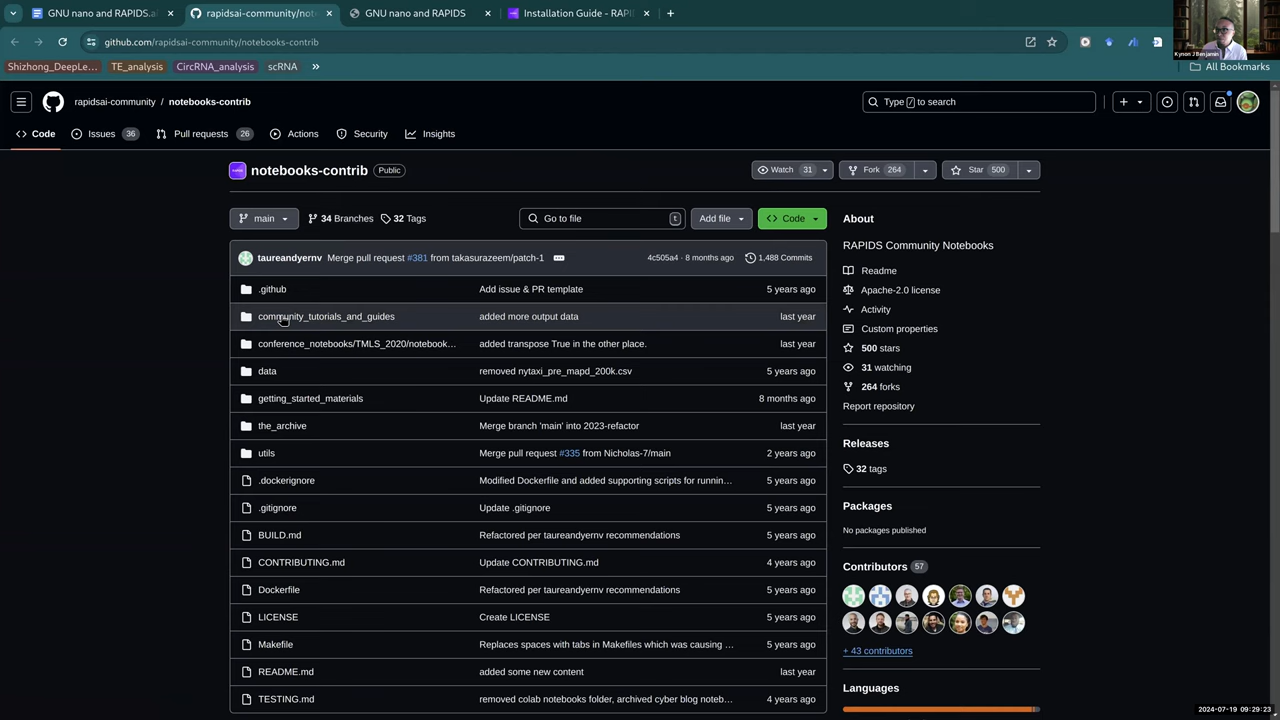 GNU nano and RAPIDS.a
rapidsai-community/note
GNU nano and RAPIDS
Installation Guide - RAPI
github.com/rapidsai-community/notebooks-contrib
Kynon J Benjamin
Shizhong_DeepLe...
TE_analysis
CircRNA_analysis
scRNA
»
All Bookmarks
rapidsai-community / notebooks-contrib
Type / to search
Code
Issues 36
Pull requests 26
Actions
Security
Insights
notebooks-contrib Public
Watch 31
Fork 264
Star 500
main
34 Branches
32 Tags
Go to file t
Add file
<> Code
taureandyernv Merge pull request #381 from takasurazeem/patch-1
4c505a4 · 8 months ago
1,488 Commits
.github Add issue & PR template 5 years ago
community_tutorials_and_guides added more output data last year
conference_notebooks/TMLS_2020/notebook... added transpose True in the other place. last year
data removed nytaxi_pre_mapd_200k.csv 5 years ago
getting_started_materials Update README.md 8 months ago
the_archive Merge branch 'main' into 2023-refactor last year
utils Merge pull request #335 from Nicholas-7/main 2 years ago
.dockerignore Modified Dockerfile and added supporting scripts for runnin... 5 years ago
.gitignore Update .gitignore 5 years ago
BUILD.md Refactored per taureandyernv recommendations 5 years ago
CONTRIBUTING.md Update CONTRIBUTING.md 4 years ago
Dockerfile Refactored per taureandyernv recommendations 5 years ago
LICENSE Create LICENSE 5 years ago
Makefile Replaces spaces with tabs in Makefiles which was causing ... 5 years ago
README.md added some new content last year
TESTING.md removed colab notebooks folder, archived cyber blog noteb... 4 years ago
About
RAPIDS Community Notebooks
Readme
Apache-2.0 license
Activity
Custom properties
500 stars
31 watching
264 forks
Report repository
Releases
32 tags
Packages
No packages published
Contributors 57
+ 43 contributors
Languages
2024-07-19 09:29:23